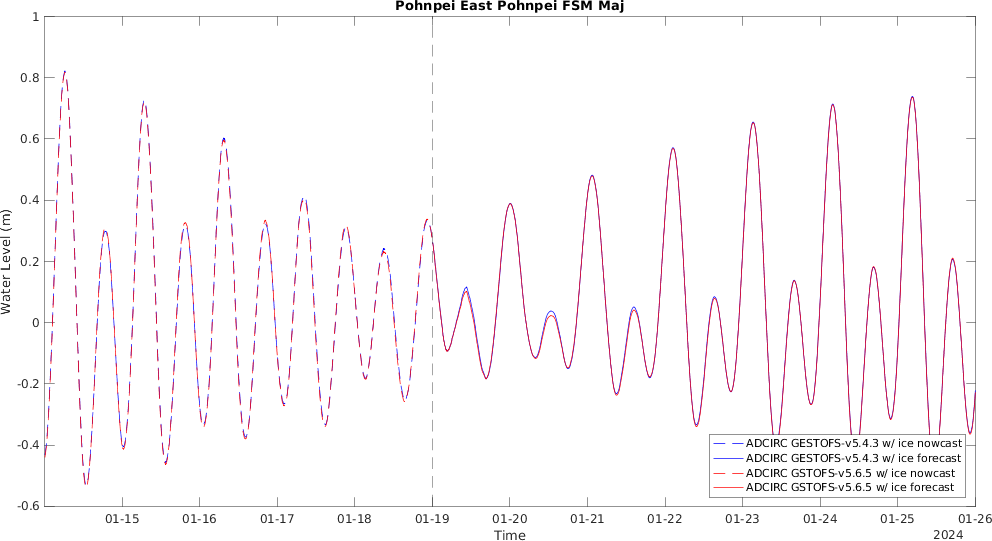 Pohnpei East Pohnpei FSM Maj
1
0.8
0.6
0.4
0.2
0
-0.2
-0.4
-0.6
Water Level (m)
01-15 01-16 01-17 01-18 01-19 01-20 01-21 01-22 01-23 01-24 01-25 01-26
Time
2024
ADCIRC GESTOFS-v5.4.3 w/ ice nowcast
ADCIRC GESTOFS-v5.4.3 w/ ice forecast
ADCIRC GSTOFS-v5.6.5 w/ ice nowcast
ADCIRC GSTOFS-v5.6.5 w/ ice forecast